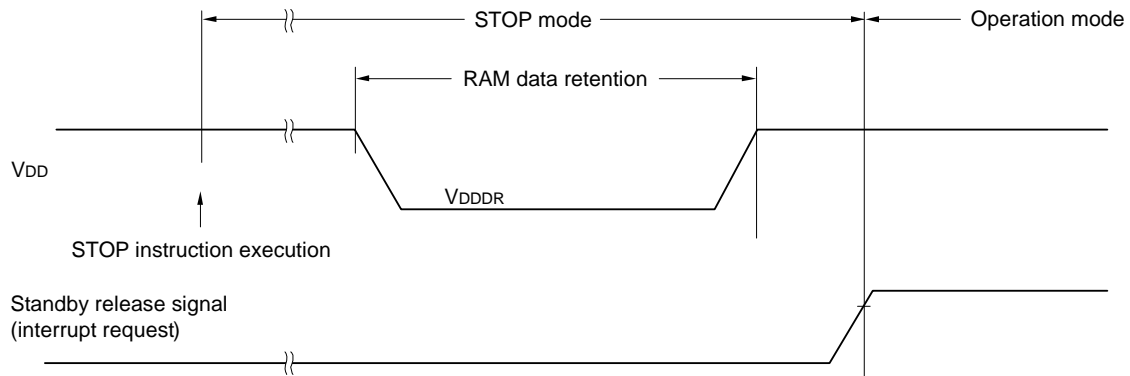 STOP mode
Operation mode
RAM data retention
VDD
VDDDR
STOP instruction execution
Standby release signal
(interrupt request)